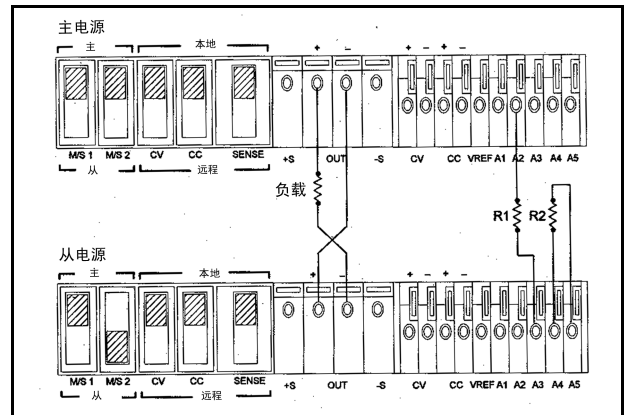 主电源
主 本地
+ − + − + −
M/S 1 M/S 2 CV CC SENSE +S OUT -S CV CC VREF A1 A2 A3 A4 A5
从 远程
负载
R1 R2
从电源
主 本地
+ − + − + −
M/S 1 M/S 2 CV CC SENSE +S OUT -S CV CC VREF A1 A2 A3 A4 A5
从 远程